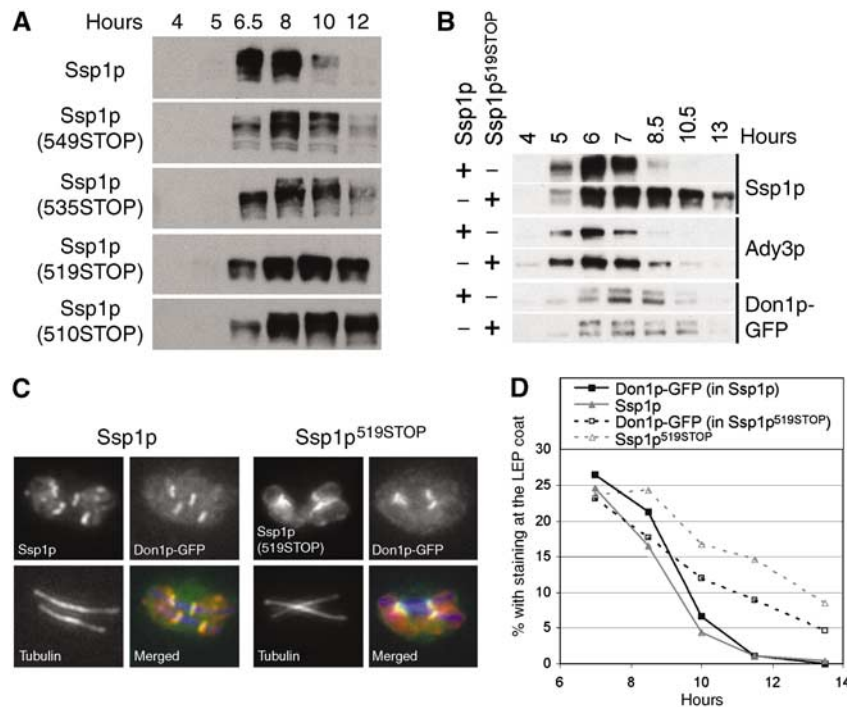 A
Hours 4 5 6.5 8 10 12
Ssp1p
Ssp1p
(549STOP)
Ssp1p
(535STOP)
Ssp1p
(519STOP)
Ssp1p
(510STOP)
B
Ssp1p
Ssp1p519STOP
4 5 6 7 8.5 10.5 13 Hours
+ –
– +
Ssp1p
+ –
– +
Ady3p
+ –
– +
Don1p-
GFP
C
Ssp1p Ssp1p519STOP
Ssp1p
Don1p-GFP
Ssp1p
(519STOP)
Don1p-GFP
Tubulin
Merged
Tubulin
Merged
D
Don1p-GFP (in Ssp1p)
Ssp1p
Don1p-GFP (in Ssp1p519STOP)
Ssp1p519STOP
% with staining at the LEP coat
30
25
20
15
10
5
0
6 8 10 12 14
Hours